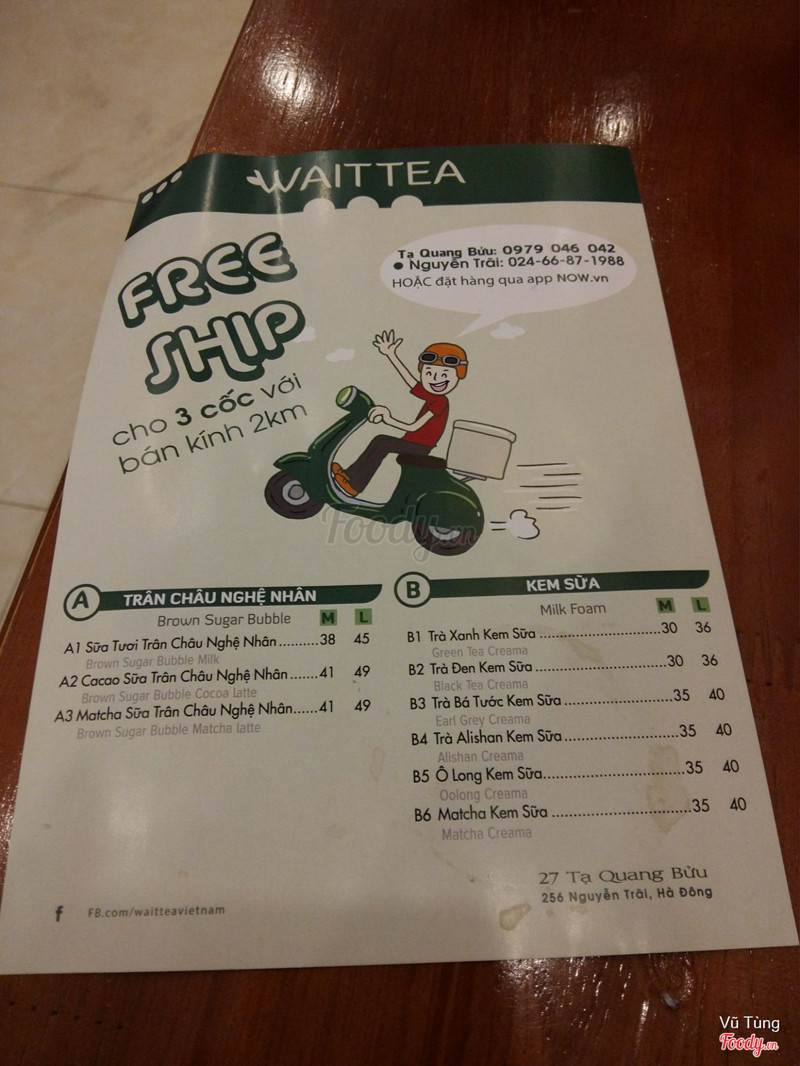 WAIT TEA
FREE
SHIP
cho 3 cốc với
bán kính 2km
Tạ Quang Bửu: 0979 046 042
Nguyễn Trãi: 024-66-87-1988
HOẶC đặt hàng qua app NOW.vn
Foody.vn
A TRÂN CHÂU NGHỆ NHÂN
Brown Sugar Bubble M L
A1 Sữa Tươi Trân Châu Nghệ Nhân..........38 45
Brown Sugar Bubble Milk
A2 Cacao Sữa Trân Châu Nghệ Nhân.......41 49
Brown Sugar Bubble Cocoa latte
A3 Matcha Sữa Trân Châu Nghệ Nhân......41 49
Brown Sugar Bubble Matcha latte
B KEM SỮA
Milk Foam M L
B1 Trà Xanh Kem Sữa ..........................30 36
Green Tea Creama
B2 Trà Đen Kem Sữa............................30 36
Black Tea Creama
B3 Trà Bá Tước Kem Sữa.......................35 40
Earl Grey Creama
B4 Trà Alishan Kem Sữa........................35 40
Alishan Creama
B5 Ô Long Kem Sữa..............................35 40
Oolong Creama
B6 Matcha Kem Sữa .............................35 40
Matcha Creama
27 Tạ Quang Bửu
256 Nguyễn Trãi, Hà Đông
f FB.com/waitteavietnam
Vũ Tùng
Foody.vn